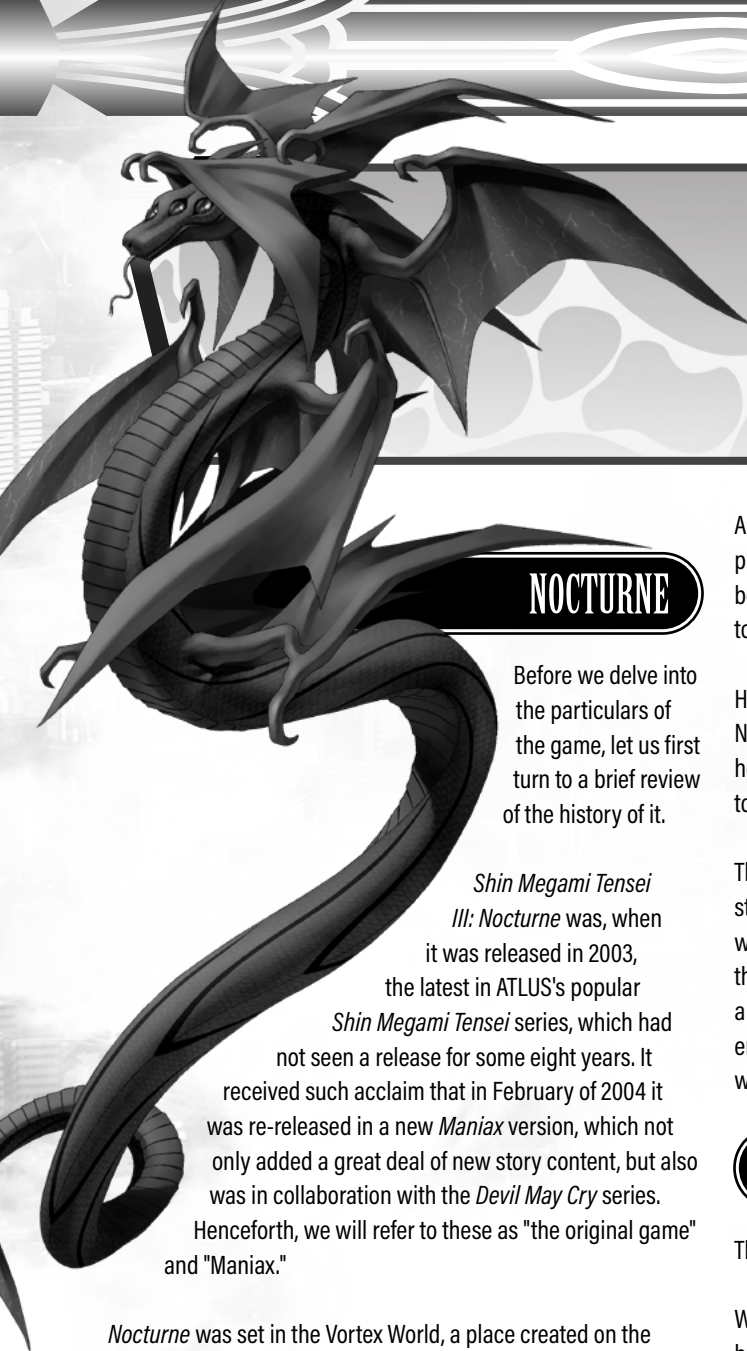 NOCTURNE
Before we delve into
the particulars of
the game, let us first
turn to a brief review
of the history of it.
Shin Megami Tensei
III: Nocturne was, when
it was released in 2003,
the latest in ATLUS's popular
Shin Megami Tensei series, which had
not seen a release for some eight years. It
received such acclaim that in February of 2004 it
was re-released in a new Maniax version, which not
only added a great deal of new story content, but also
was in collaboration with the Devil May Cry series.
Henceforth, we will refer to these as "the original game"
and "Maniax."
Nocturne was set in the Vortex World, a place created on the